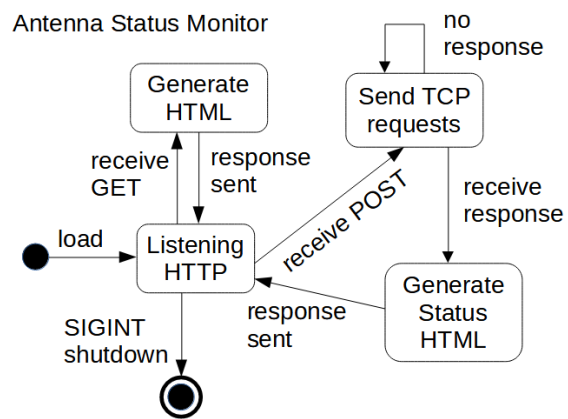 Antenna Status Monitor
no
response
Generate
HTML
Send TCP
requests
receive
GET
response
sent
receive POST
receive
response
load
Listening
HTTP
response
sent
Generate
Status
HTML
SIGINT
shutdown